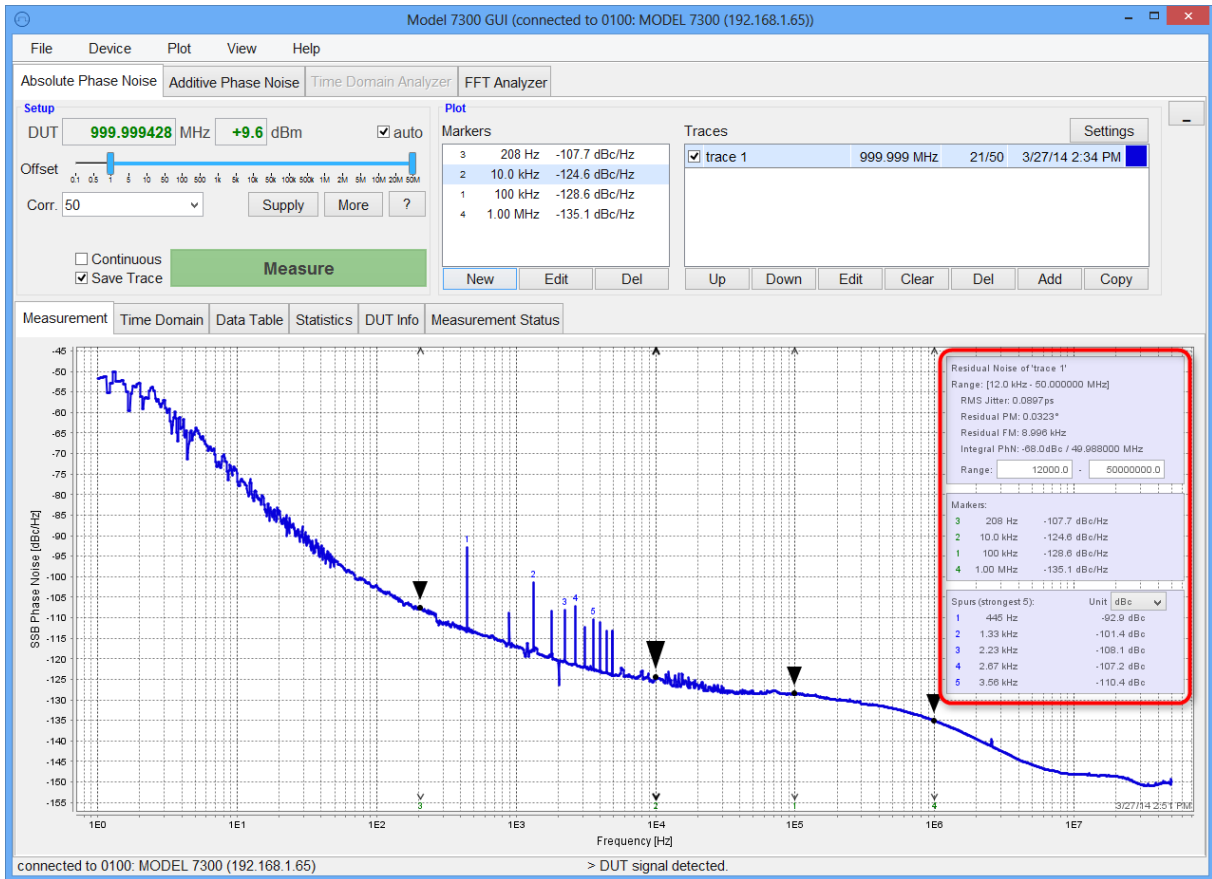 Model 7300 GUI (connected to 0100: MODEL 7300 (192.168.1.65))
File Device Plot View Help
Absolute Phase Noise Additive Phase Noise Time Domain Analyzer FFT Analyzer
Setup
DUT 999.999428 MHz +9.6 dBm auto
Offset
0.1 0.5 1 5 10 50 100 500 1k 5k 10k 50k 100k 500k 1M 2M 5M 10M 20M 50M
Corr. 50 Supply More ?
Continuous
Save Trace
Measure
Plot
Markers
3 208 Hz -107.7 dBc/Hz
2 10.0 kHz -124.6 dBc/Hz
1 100 kHz -128.6 dBc/Hz
4 1.00 MHz -135.1 dBc/Hz
New Edit Del
Traces Settings
trace 1 999.999 MHz 21/50 3/27/14 2:34 PM
Up Down Edit Clear Del Add Copy
Measurement Time Domain Data Table Statistics DUT Info Measurement Status
SSB Phase Noise [dBc/Hz]
-45
-50
-55
-60
-65
-70
-75
-80
-85
-90
-95
-100
-105
-110
-115
-120
-125
-130
-135
-140
-145
-150
-155
1
2
3 4
5
Residual Noise of 'trace 1'
Range: [12.0 kHz - 50.000000 MHz]
RMS Jitter: 0.0897ps
Residual PM: 0.0323°
Residual FM: 8.996 kHz
Integral PhN: -68.0dBc / 49.988000 MHz
Range: 12000.0 - 50000000.0
Markers:
3 208 Hz -107.7 dBc/Hz
2 10.0 kHz -124.6 dBc/Hz
1 100 kHz -128.6 dBc/Hz
4 1.00 MHz -135.1 dBc/Hz
Spurs (strongest 5): Unit dBc
1 445 Hz -92.9 dBc
2 1.33 kHz -101.4 dBc
3 2.23 kHz -108.1 dBc
4 2.67 kHz -107.2 dBc
5 3.56 kHz -110.4 dBc
3 2 1 4
3/27/14 2:51 PM
1E0 1E1 1E2 1E3 1E4 1E5 1E6 1E7
Frequency [Hz]
connected to 0100: MODEL 7300 (192.168.1.65) > DUT signal detected.